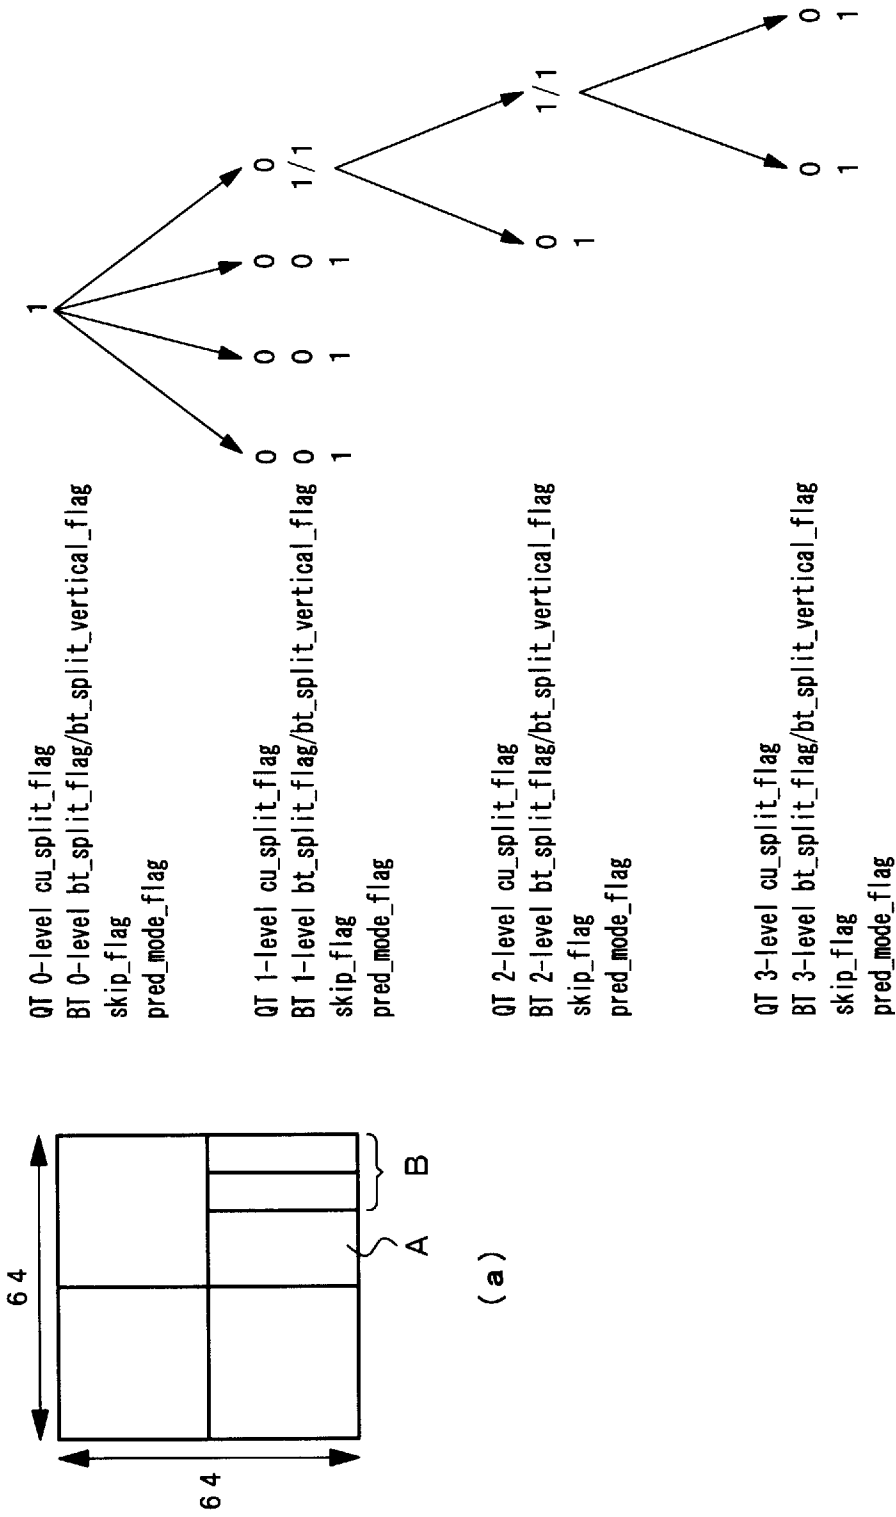 64
64
A
B
(a)
QT 0-level cu_split_flag 1
BT 0-level bt_split_flag/bt_split_vertical_flag
skip_flag
pred_mode_flag
QT 1-level cu_split_flag 0 0 0 0
BT 1-level bt_split_flag/bt_split_vertical_flag 0 0 0 1/1
skip_flag 1 1 1
pred_mode_flag
QT 2-level cu_split_flag
BT 2-level bt_split_flag/bt_split_vertical_flag 0 1/1
skip_flag 1
pred_mode_flag
QT 3-level cu_split_flag
BT 3-level bt_split_flag/bt_split_vertical_flag 0 0
skip_flag 1 1
pred_mode_flag